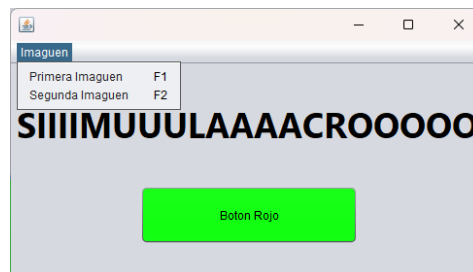 Imaguen
Primera Imaguen F1
Segunda Imaguen F2
SIIIIMUUULAAAACROOOOO
Boton Rojo